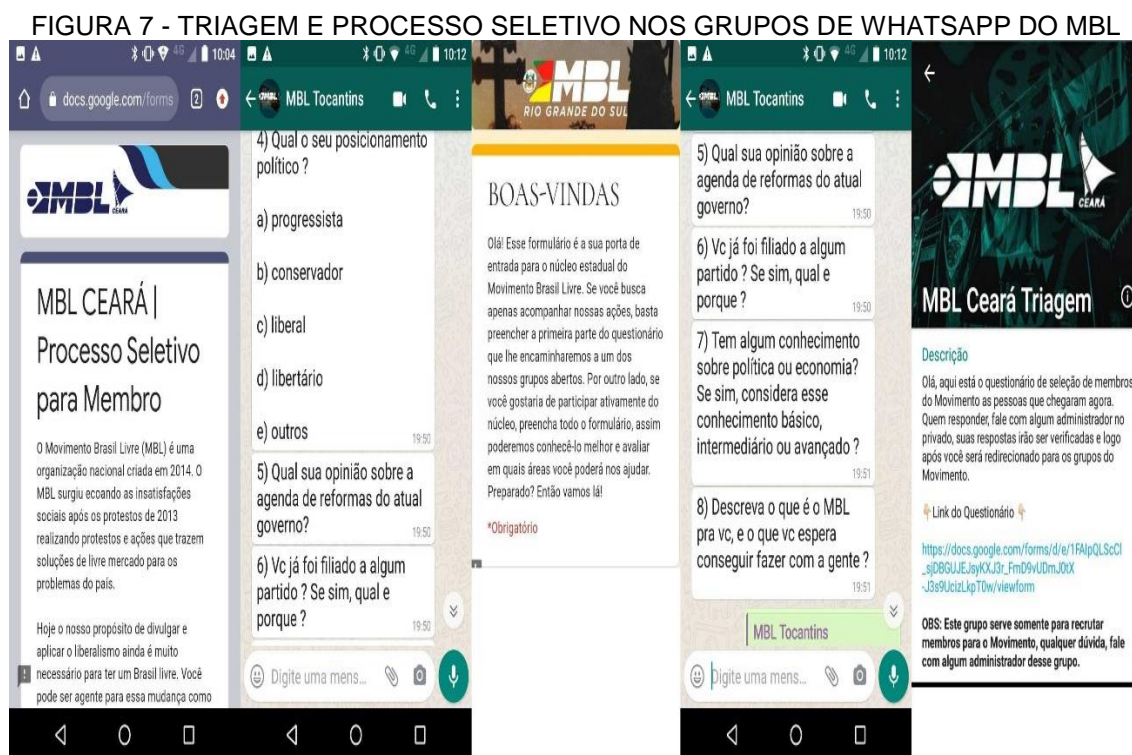 FIGURA 7 - TRIAGEM E PROCESSO SELETIVO NOS GRUPOS DE WHATSAPP DO MBL
4G 10:04
docs.google.com/forms
2
MBL
CEARÁ
MBL CEARÁ |
Processo Seletivo
para Membro
O Movimento Brasil Livre (MBL) é uma
organização nacional criada em 2014. O
MBL surgiu ecoando as insatisfações
sociais após os protestos de 2013
realizando protestos e ações que trazem
soluções de livre mercado para os
problemas do país.
Hoje o nosso propósito de divulgar e
aplicar o liberalismo ainda é muito
necessário para ter um Brasil livre. Você
pode ser agente para essa mudança como
4G 10:12
MBL Tocantins
4) Qual o seu posicionamento
político ?
a) progressista
b) conservador
c) liberal
d) libertário
e) outros
19:50
5) Qual sua opinião sobre a
agenda de reformas do atual
governo?
19:50
6) Vc já foi filiado a algum
partido ? Se sim, qual e
porque ?
19:50
Digite uma mens...
MBL
RIO GRANDE DO SUL
BOAS-VINDAS
Olá! Esse formulário é a sua porta de
entrada para o núcleo estadual do
Movimento Brasil Livre. Se você busca
apenas acompanhar nossas ações, basta
preencher a primeira parte do questionário
que lhe encaminharemos a um dos
nossos grupos abertos. Por outro lado, se
você gostaria de participar ativamente do
núcleo, preencha todo o formulário, assim
poderemos conhecê-lo melhor e avaliar
em quais áreas você poderá nos ajudar.
Preparado? Então vamos lá!
*Obrigatório
4G 10:12
MBL Tocantins
5) Qual sua opinião sobre a
agenda de reformas do atual
governo?
19:50
6) Vc já foi filiado a algum
partido ? Se sim, qual e
porque ?
19:50
7) Tem algum conhecimento
sobre política ou economia?
Se sim, considera esse
conhecimento básico,
intermediário ou avançado ?
19:51
8) Descreva o que é o MBL
pra vc, e o que vc espera
conseguir fazer com a gente ?
19:51
MBL Tocantins
Digite uma mens...
MBL
CEARÁ
MBL Ceará Triagem
Descrição
Olá, aqui está o questionário de seleção de membros
do Movimento as pessoas que chegaram agora.
Quem responder, fale com algum administrador no
privado, suas respostas irão ser verificadas e logo
após você será redirecionado para os grupos do
Movimento.
Link do Questionário
https://docs.google.com/forms/d/e/1FAIpQLScCl
_sjDBGUJEJsyKXJ3r_FmD9vUDmJ0tX
-J3s9UcizLkpT0w/viewform
OBS: Este grupo serve somente para recrutar
membros para o Movimento, qualquer dúvida, fale
com algum administrador desse grupo.